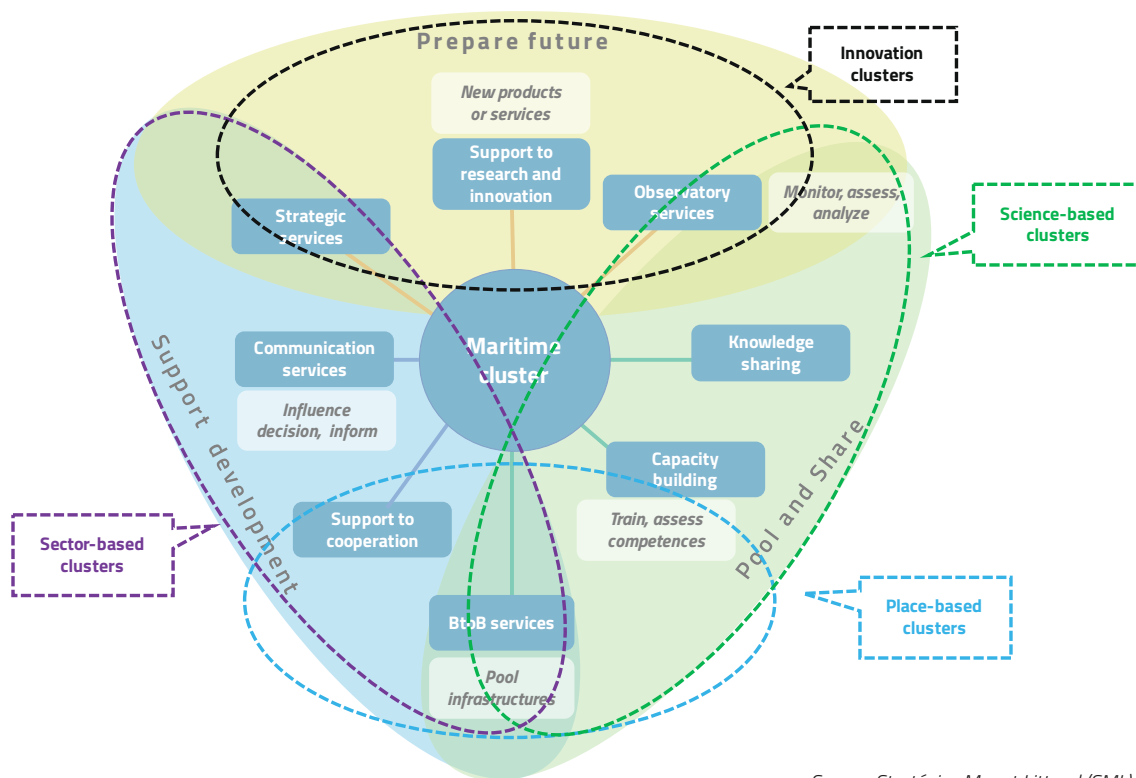 Prepare future
Innovation
clusters
New products
or services
Support to
research and
innovation
Observatory
services
Monitor, assess,
analyze
Strategic
services
Science-based
clusters
Maritime
cluster
Communication
services
Influence
decision, inform
Knowledge
sharing
Support development
Pool and Share
Capacity
building
Train, assess
competences
Support to
cooperation
Sector-based
clusters
BtoB services
Pool
infrastructures
Place-based
clusters